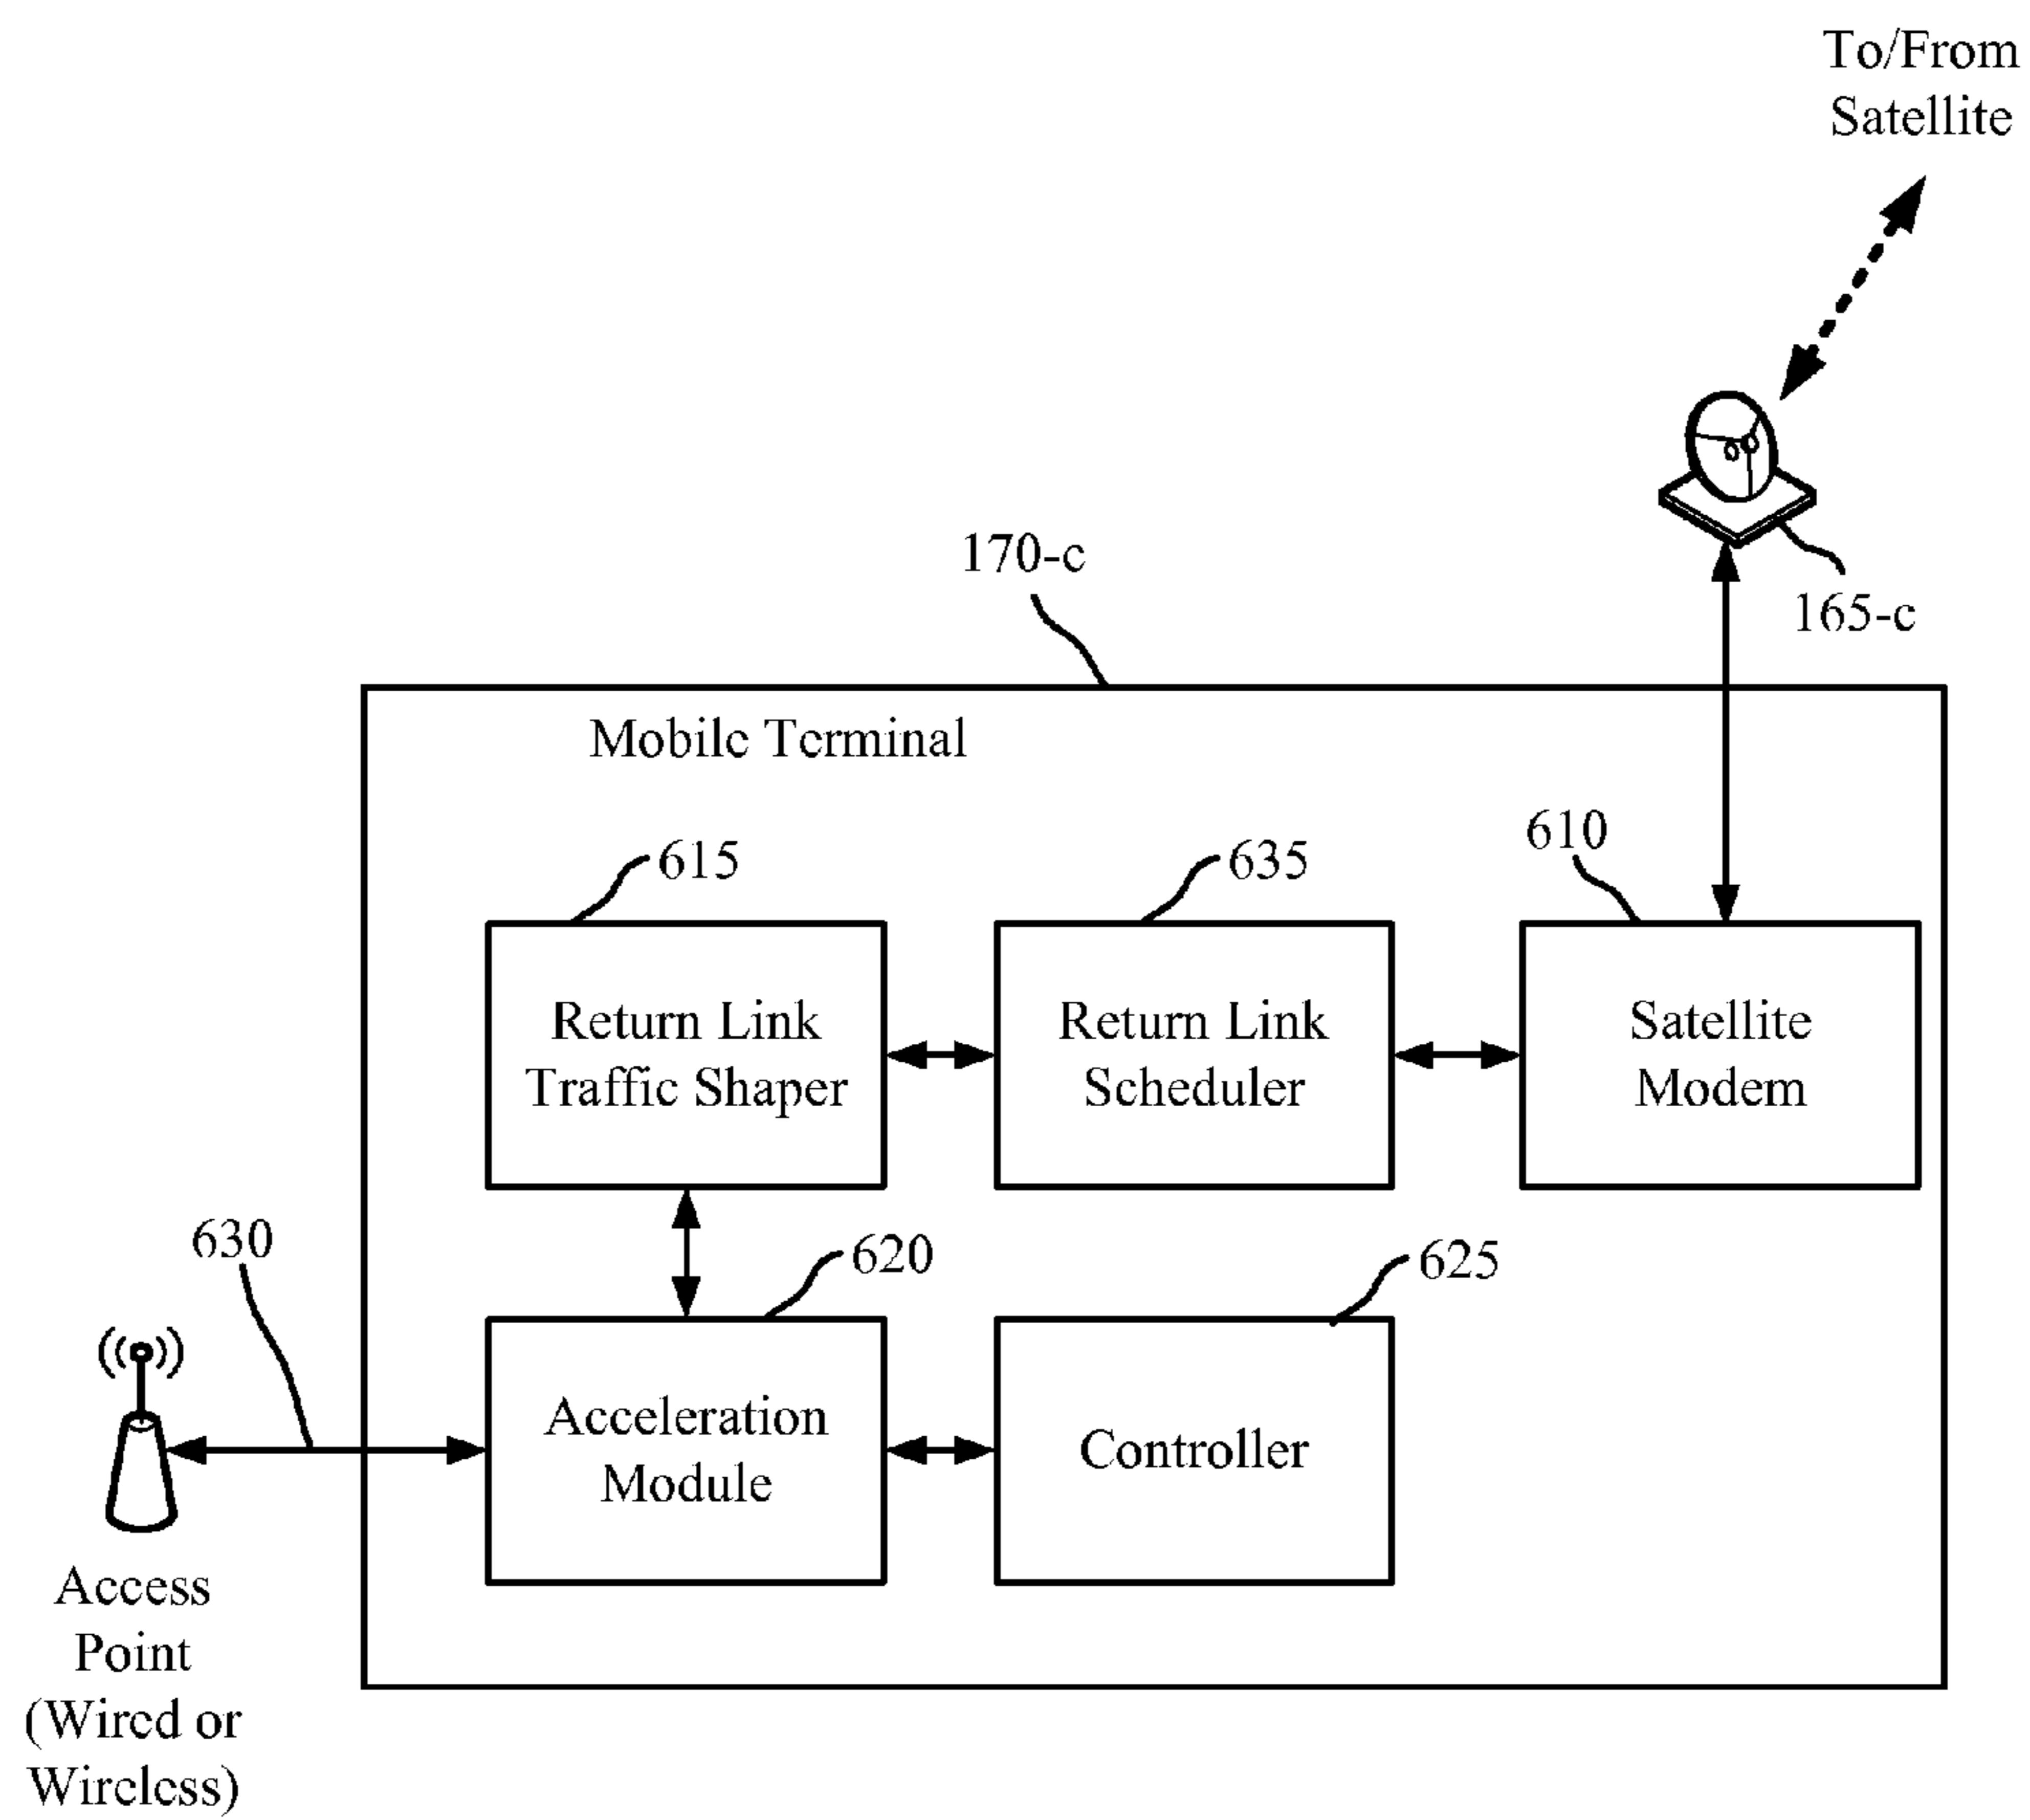 To/From
Satellite
170-c
165-c
Mobile Terminal
610
615
635
Return Link
Traffic Shaper
Return Link
Scheduler
Satellite
Modem
630
620
625
Acceleration
Module
Controller
Access
Point
(Wired or
Wireless)